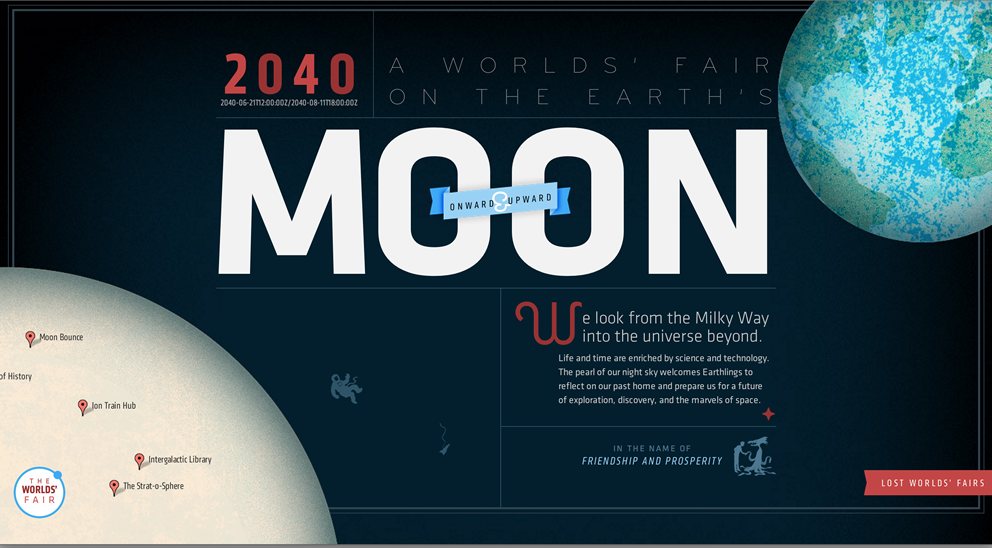 2040
2040-06-21T12:00:00Z/2040-08-11T18:00:00Z
A WORLDS' FAIR
ON THE EARTH'S
MOON
ONWARD & UPWARD
We look from the Milky Way
into the universe beyond.
Life and time are enriched by science and technology.
The pearl of our night sky welcomes Earthlings to
reflect on our past home and prepare us for a future
of exploration, discovery, and the marvels of space.
IN THE NAME OF
FRIENDSHIP AND PROSPERITY
Moon Bounce
of History
Ion Train Hub
Intergalactic Library
The Strat-o-Sphere
THE
WORLDS'
FAIR
LOST WORLDS' FAIRS